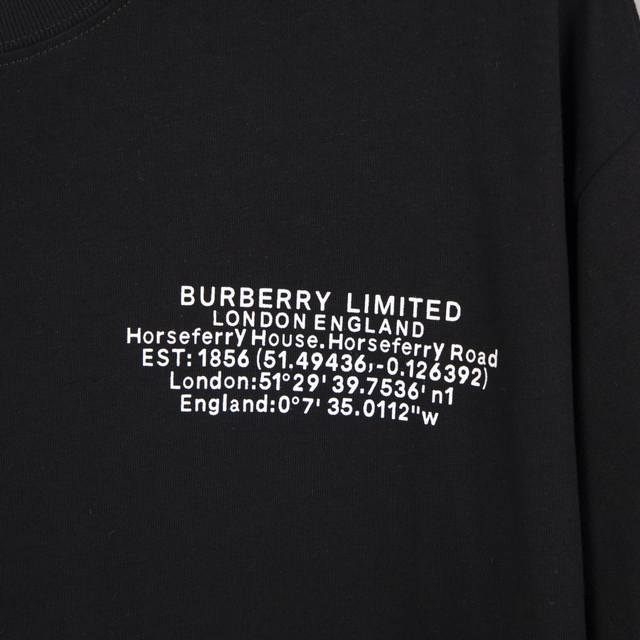 BURBERRY LIMITED
LONDON ENGLAND
Horseferry House.Horseferry Road
EST: 1856 (51.49436,-0.126392)
London:51°29'39.7536' n1
England:0°7'35.0112"w